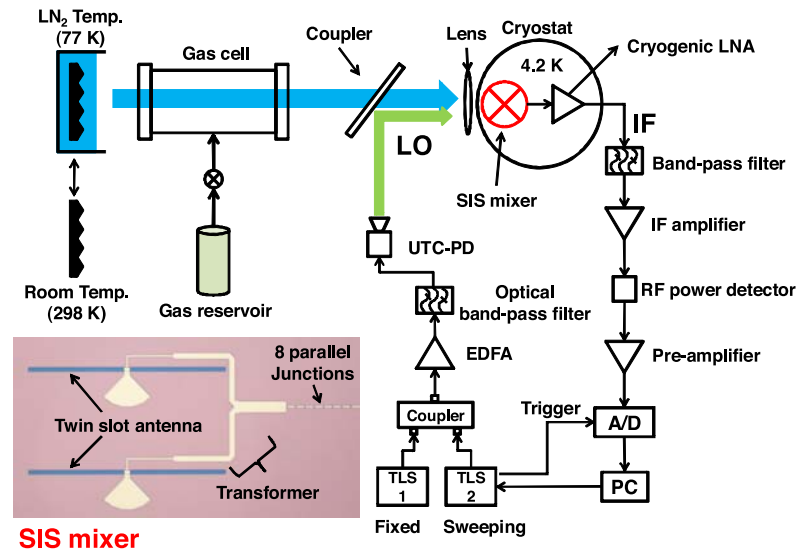 LN2 Temp.
(77 K)
Gas cell
Coupler
Lens
Cryostat
4.2 K
Cryogenic LNA
LO
IF
SIS mixer
Band-pass filter
IF amplifier
RF power detector
Pre-amplifier
UTC-PD
Optical
band-pass filter
EDFA
Room Temp.
(298 K)
Gas reservoir
8 parallel
Junctions
Twin slot antenna
Transformer
SIS mixer
Coupler
Trigger
A/D
TLS
1
TLS
2
PC
Fixed
Sweeping